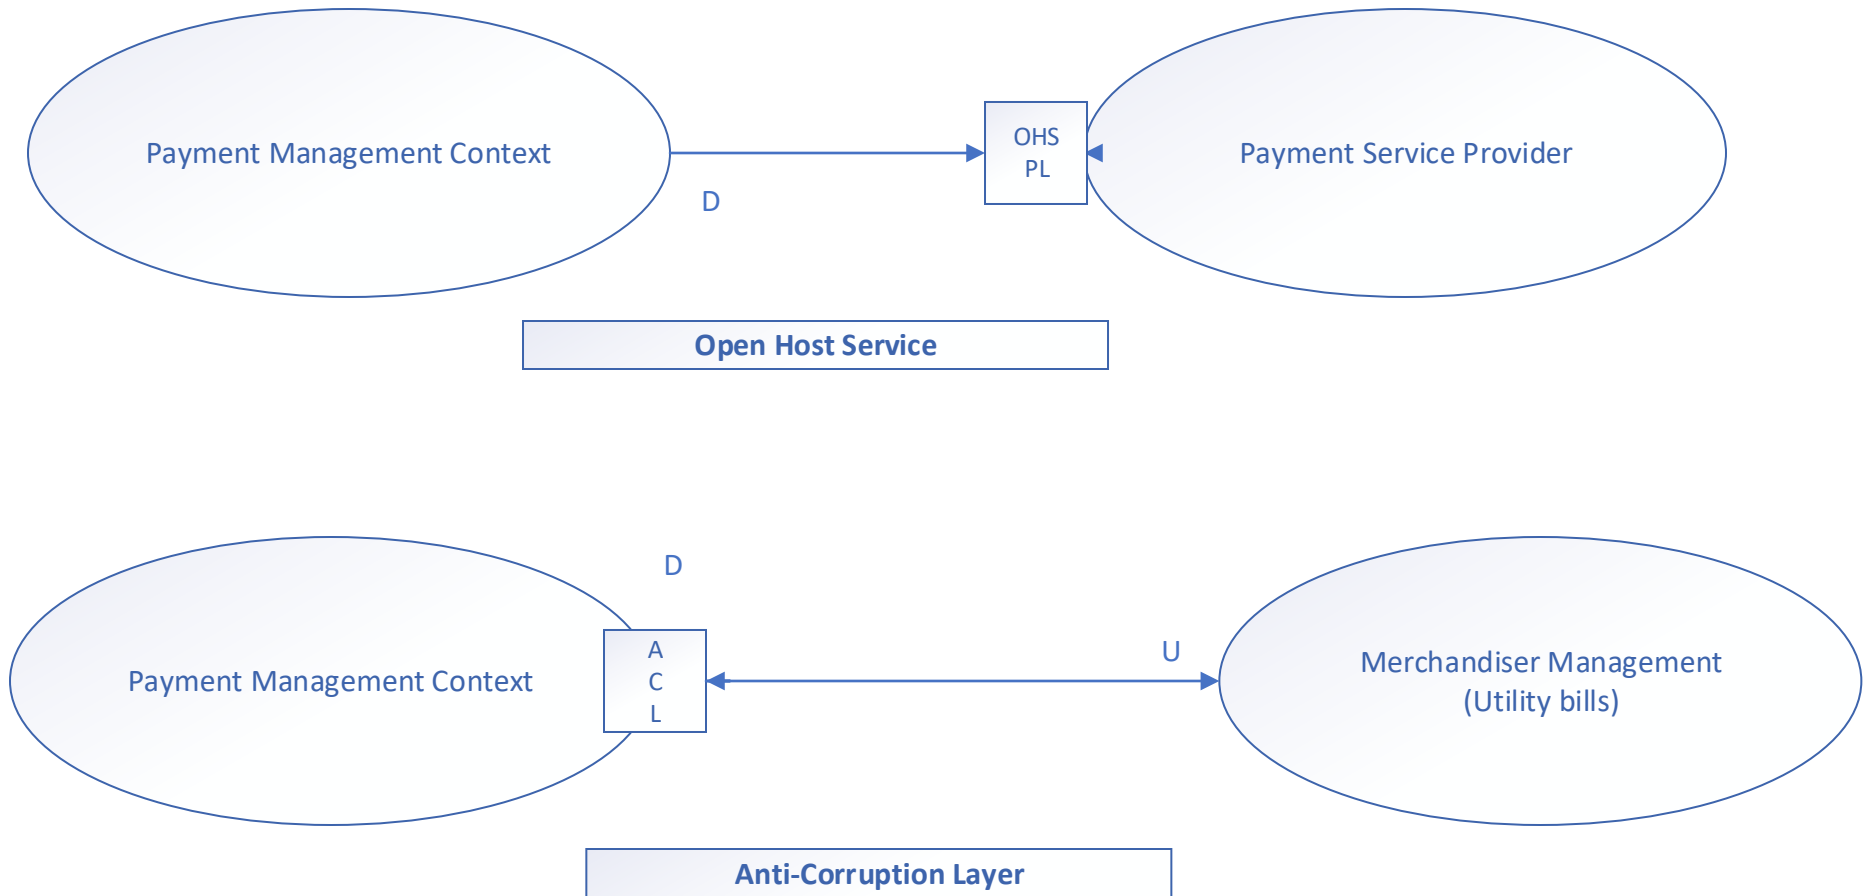 Payment Management Context
OHS
PL
Payment Service Provider
D
Open Host Service
D
A
C
L
U
Payment Management Context
Merchandiser Management
(Utility bills)
Anti-Corruption Layer